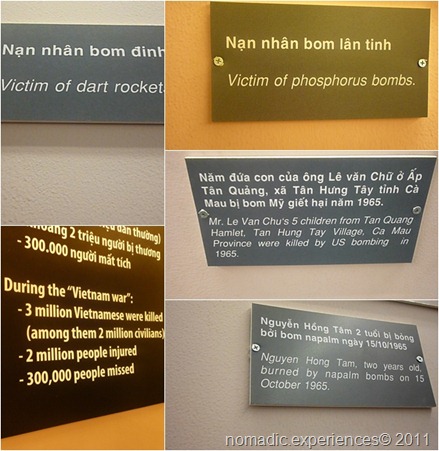 Nạn nhân bom đinh
Victim of dart rocket
Nạn nhân bom lân tinh
Victim of phosphorus bombs.
Năm đứa con của ông Lê văn Chữ ở Ấp
Tân Quảng, xã Tân Hưng Tây tỉnh Cà
Mau bị bom Mỹ giết hại năm 1965.
Mr. Le Van Chu's 5 children from Tan Quang
Hamlet, Tan Hung Tay Village, Ca Mau
Province were killed by US bombing in
1965.
dân thường)
2 triệu người bị thương
- 300.000 người mất tích
During the "Vietnam war":
- 3 million Vietnamese were killed
(among them 2 million civilians)
- 2 million people injured
- 300,000 people missed
Nguyễn Hồng Tâm 2 tuổi bị bỏng
bởi bom napalm ngày 15/10/1965
Nguyen Hong Tam, two years old,
burned by napalm bombs on 15
October 1965.
nomadic.experiences© 2011